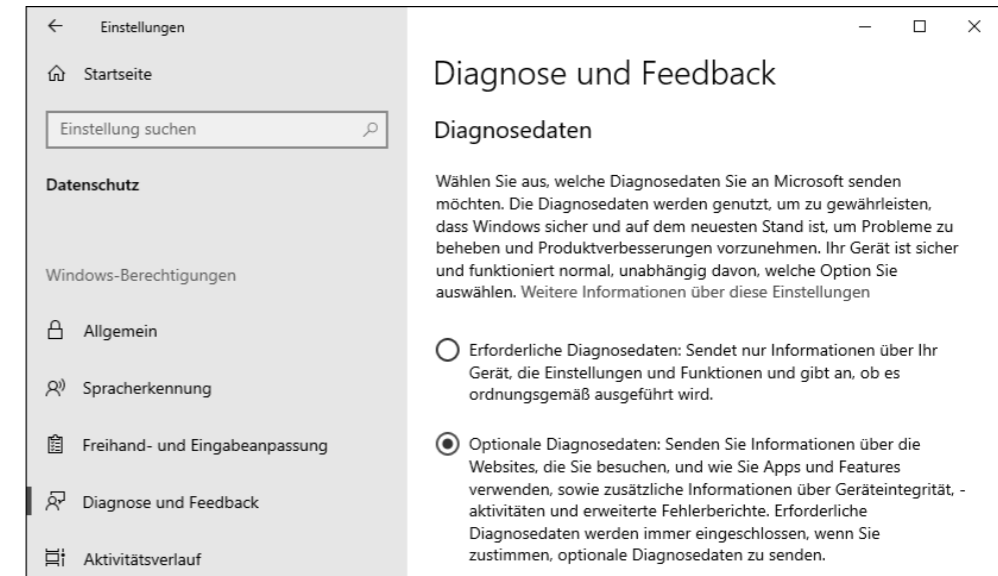 Einstellungen
Startseite
Einstellung suchen
Datenschutz
Windows-Berechtigungen
Allgemein
Spracherkennung
Freihand- und Eingabeanpassung
Diagnose und Feedback
Aktivitätsverlauf
Diagnose und Feedback
Diagnosedaten
Wählen Sie aus, welche Diagnosedaten Sie an Microsoft senden
möchten. Die Diagnosedaten werden genutzt, um zu gewährleisten,
dass Windows sicher und auf dem neuesten Stand ist, um Probleme zu
beheben und Produktverbesserungen vorzunehmen. Ihr Gerät ist sicher
und funktioniert normal, unabhängig davon, welche Option Sie
auswählen. Weitere Informationen über diese Einstellungen
Erforderliche Diagnosedaten: Sendet nur Informationen über Ihr
Gerät, die Einstellungen und Funktionen und gibt an, ob es
ordnungsgemäß ausgeführt wird.
Optionale Diagnosedaten: Senden Sie Informationen über die
Websites, die Sie besuchen, und wie Sie Apps und Features
verwenden, sowie zusätzliche Informationen über Geräteintegrität, -
aktivitäten und erweiterte Fehlerberichte. Erforderliche
Diagnosedaten werden immer eingeschlossen, wenn Sie
zustimmen, optionale Diagnosedaten zu senden.